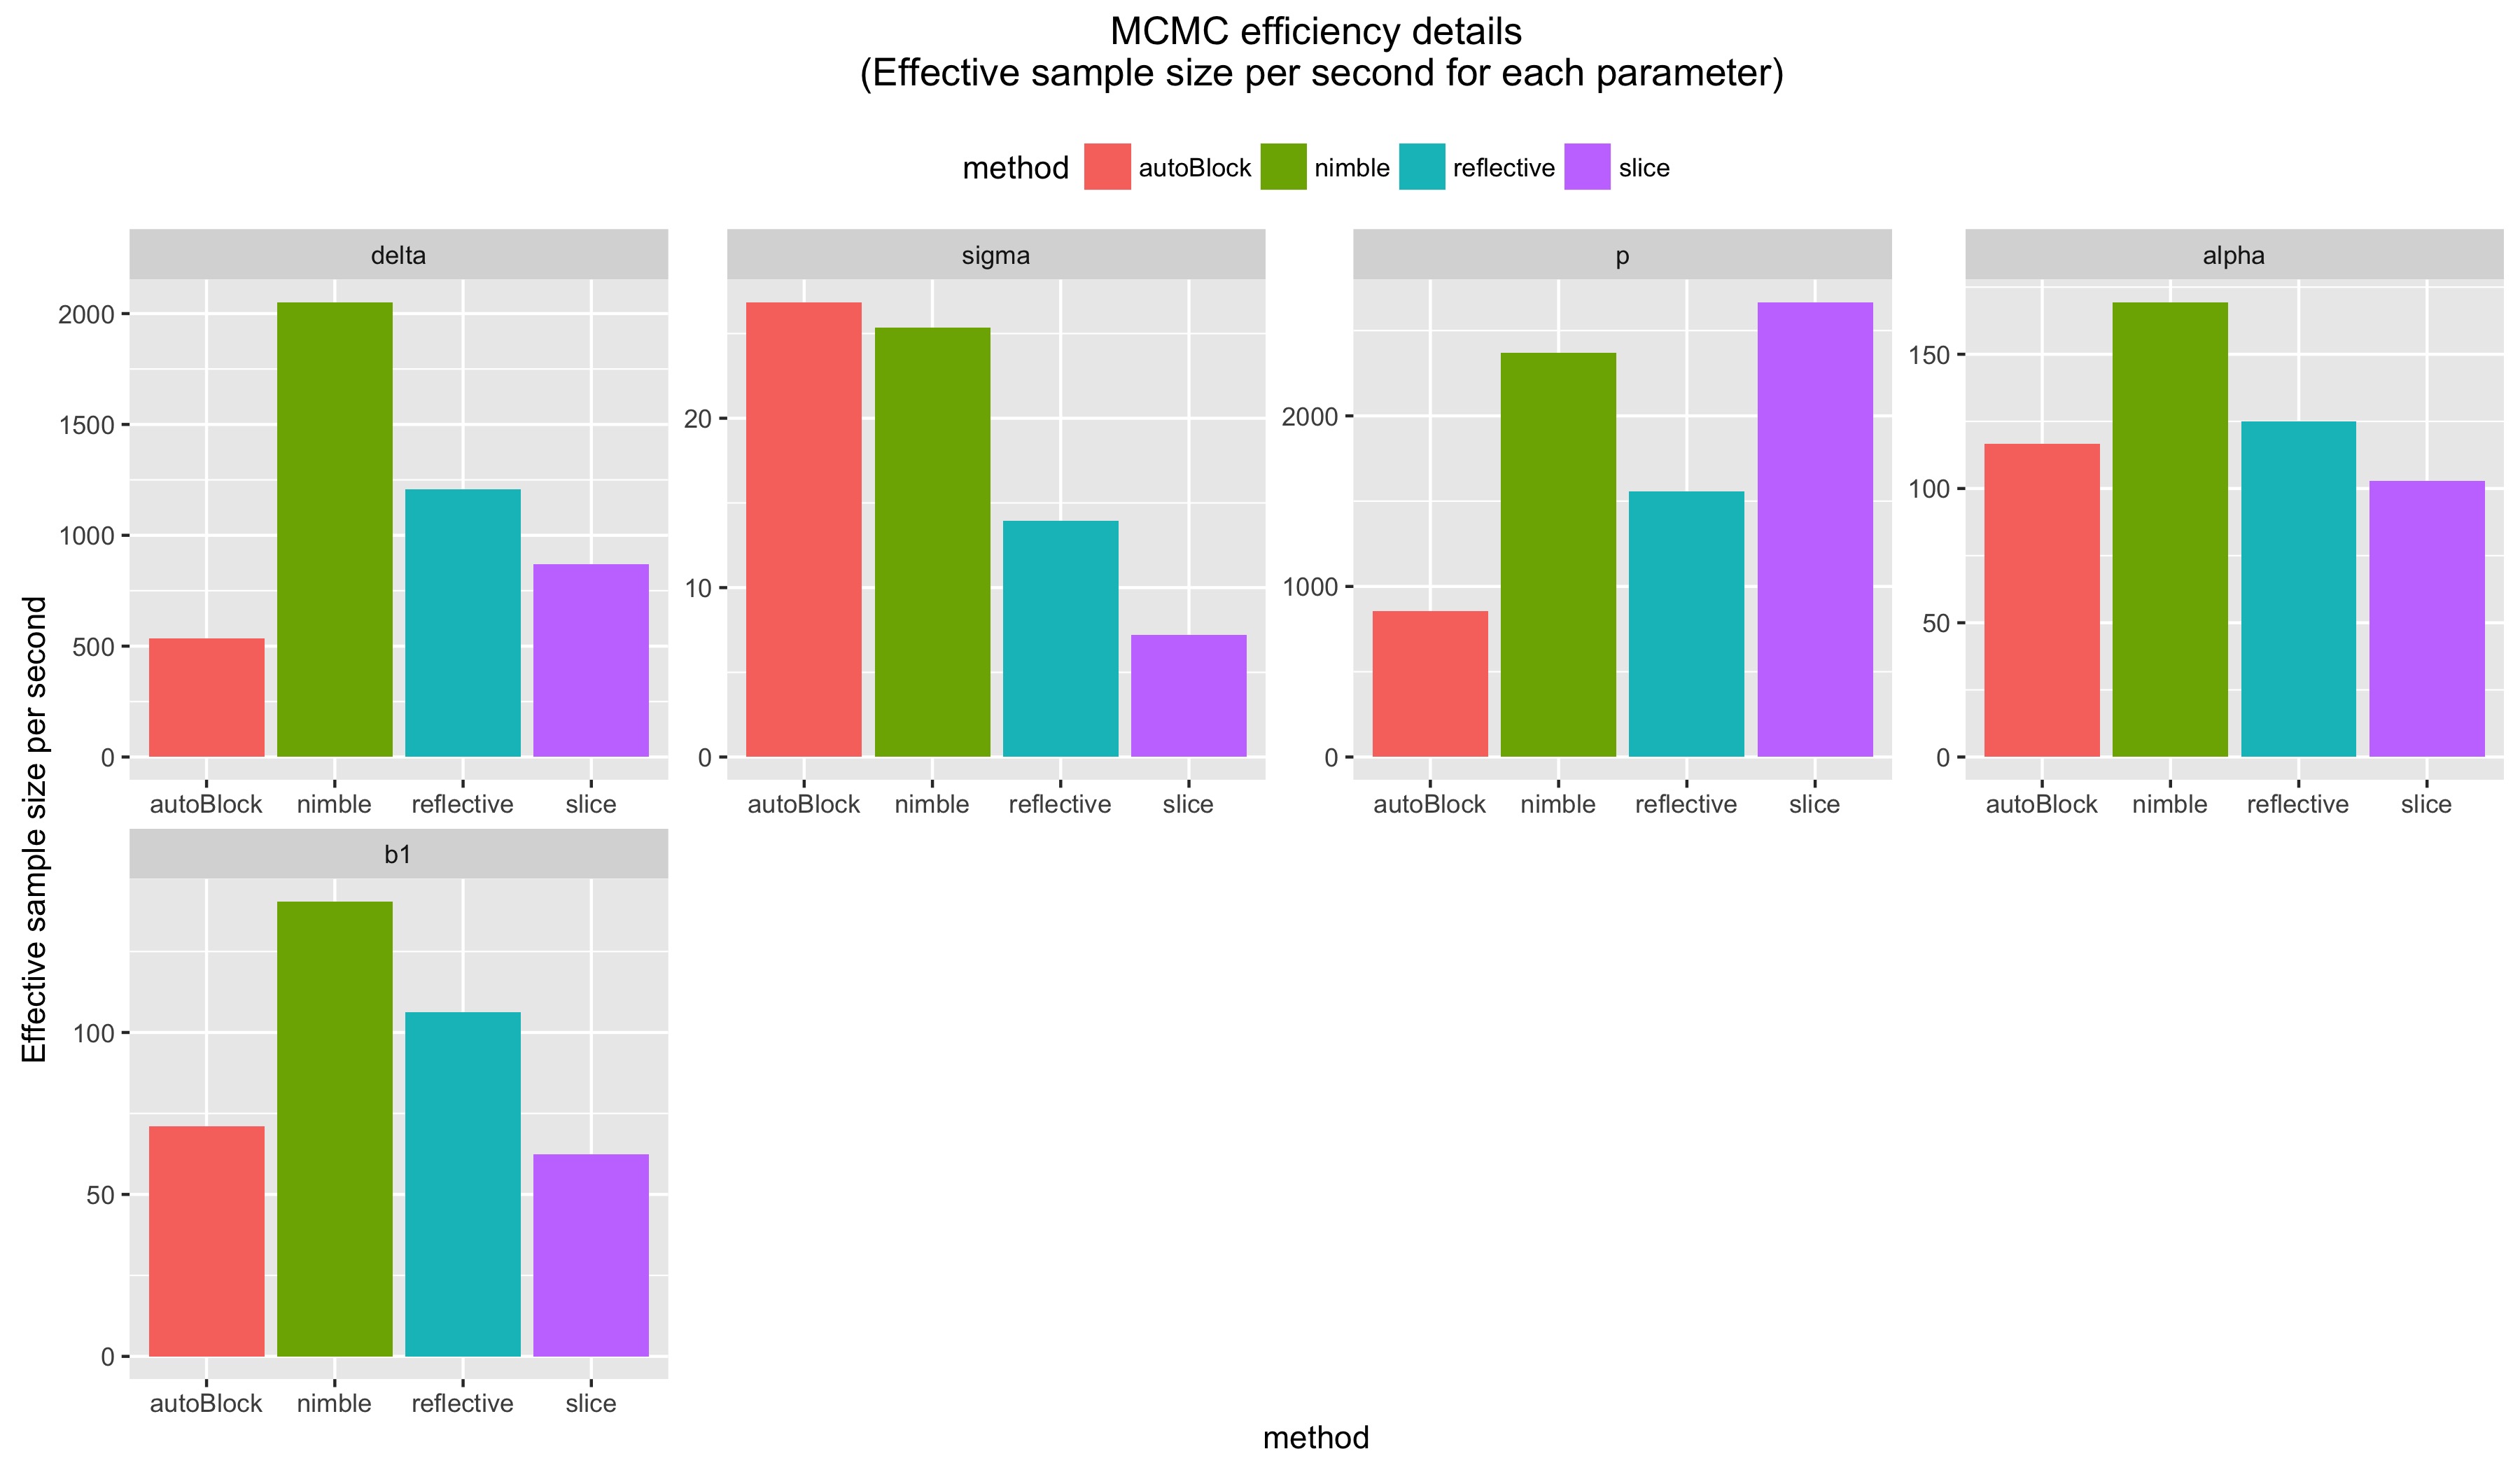 MCMC efficiency details
(Effective sample size per second for each parameter)
method autoBlock nimble reflective slice
delta
sigma
p
alpha
2000
1500
1000
500
0
20
10
0
2000
1000
0
150
100
50
0
autoBlock nimble reflective slice
autoBlock nimble reflective slice
autoBlock nimble reflective slice
autoBlock nimble reflective slice
Effective sample size per second
b1
100
50
0
autoBlock nimble reflective slice
method